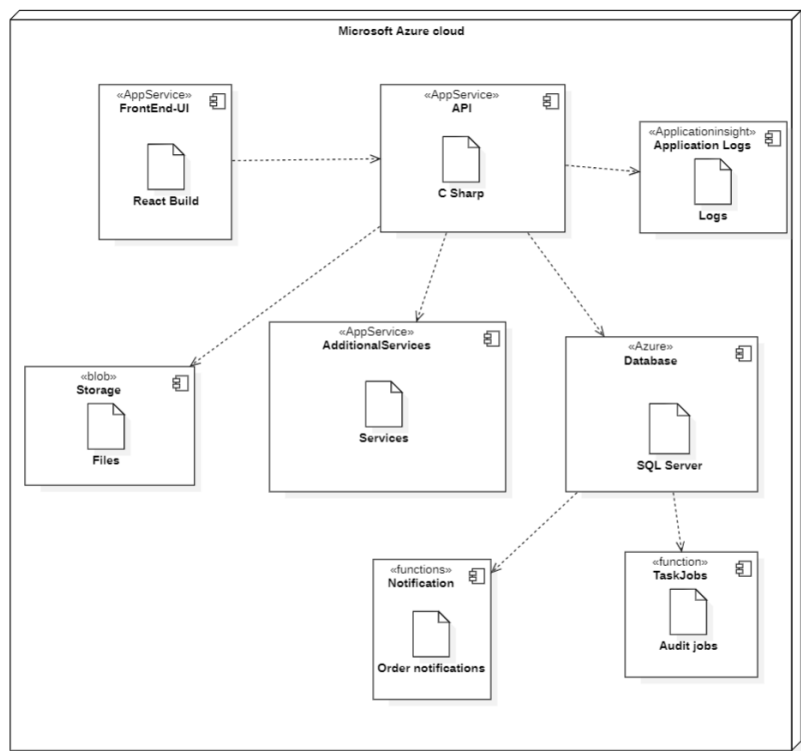 Microsoft Azure cloud
«AppService»
FrontEnd-UI
React Build
«AppService»
API
C Sharp
«Applicationinsight»
Application Logs
Logs
«blob»
Storage
Files
«AppService»
AdditionalServices
Services
«Azure»
Database
SQL Server
«functions»
Notification
Order notifications
«function»
TaskJobs
Audit jobs